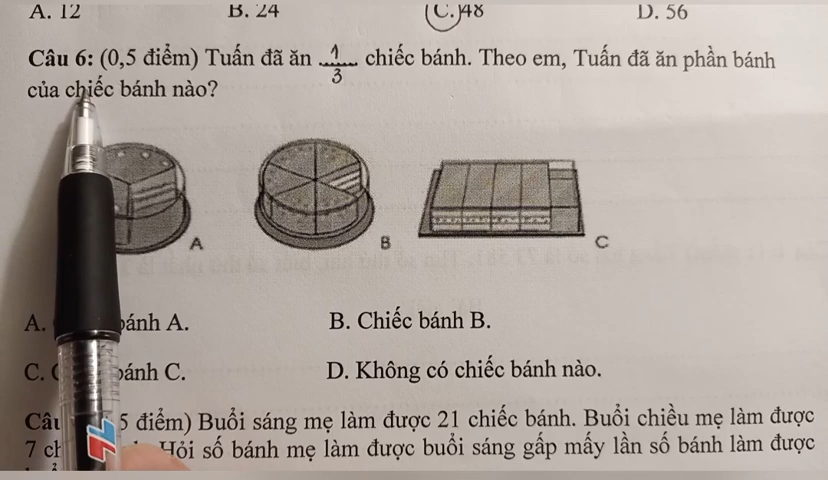 A. 12 B. 24 C. 48 D. 56
Câu 6: (0,5 điểm) Tuấn đã ăn ...1/3... chiếc bánh. Theo em, Tuấn đã ăn phần bánh
của chiếc bánh nào?
A B C
A. bánh A. B. Chiếc bánh B.
C. bánh C. D. Không có chiếc bánh nào.
5 điểm) Buổi sáng mẹ làm được 21 chiếc bánh. Buổi chiều mẹ làm được
7 Hỏi số bánh mẹ làm được buổi sáng gấp mấy lần số bánh làm được